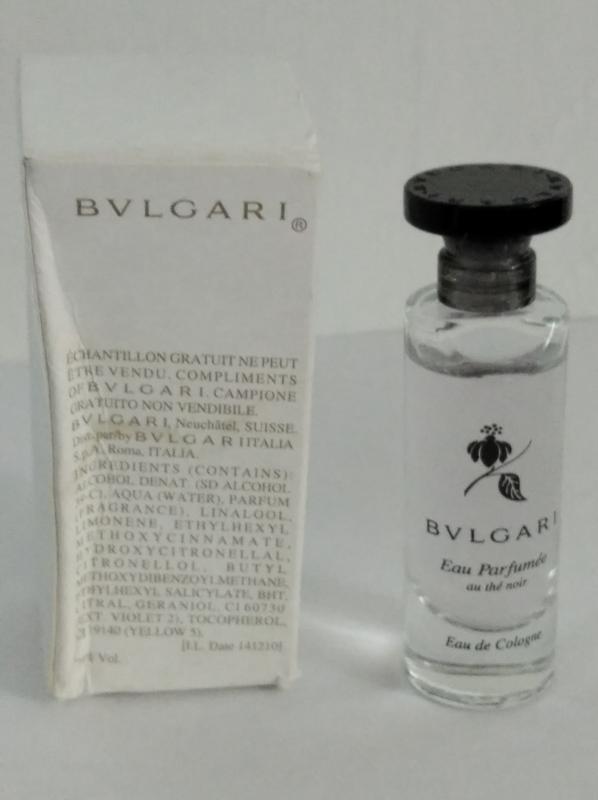 BVLGARI®
ÉCHANTILLON GRATUIT NE PEUT
ÊTRE VENDU. COMPLIMENTS
OF BVLGARI. CAMPIONE
GRATUITO NON VENDIBILE.
BVLGARI, Neuchâtel, SUISSE.
Distr. par/by BVLGARI ITALIA
S.p.A, Roma, ITALIA.
INGREDIENTS (CONTAINS):
ALCOHOL DENAT. (SD ALCOHOL
AQUA (WATER), PARFUM
(FRAGRANCE), LINALOOL,
LIMONENE, ETHYLHEXYL
METHOXYCINNAMATE,
HYDROXYCITRONELLAL,
CITRONELLOL, BUTYL
METHOXYDIBENZOYLMETHANE,
ETHYLHEXYL SALICYLATE, BHT,
CITRAL, GERANIOL, CI 60730
(EXT. VIOLET 2), TOCOPHEROL,
CI 19140 (YELLOW 5).
[I.L. Date 141210]
Vol.
BVLGARI
Eau Parfumée
au thé noir
Eau de Cologne